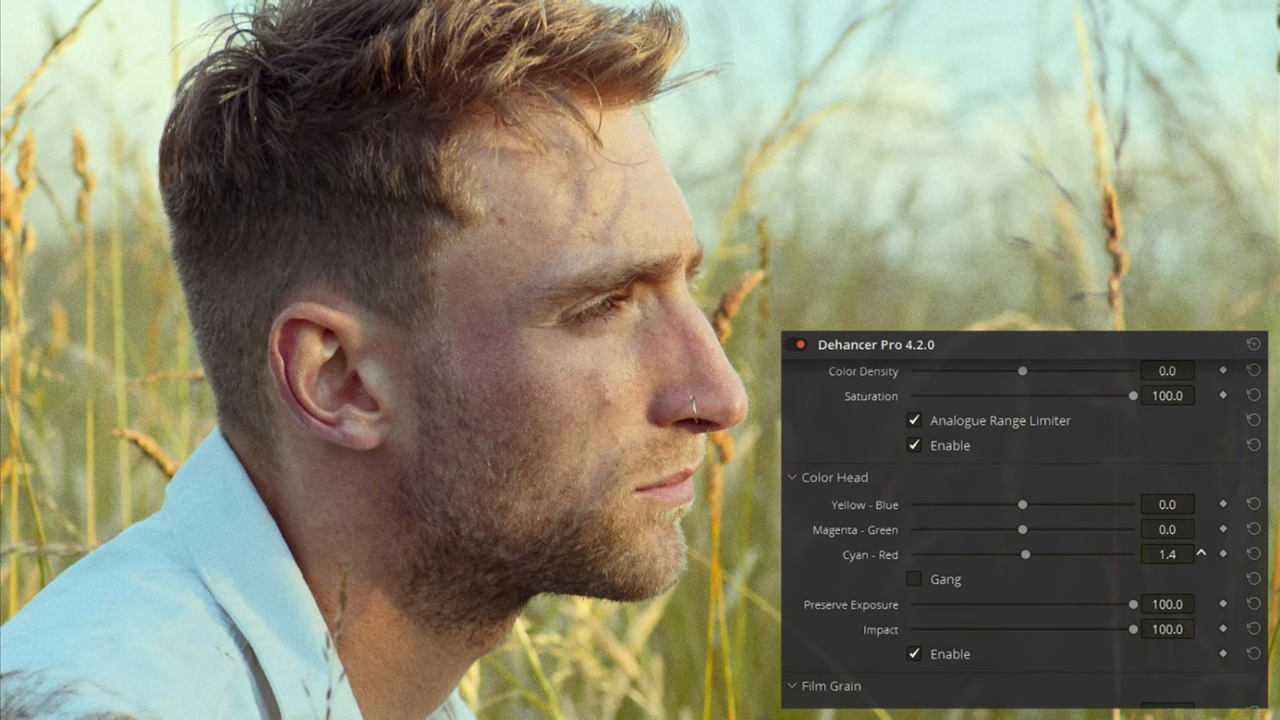 Dehancer Pro 4.2.0
Color Density 0.0
Saturation 100.0
Analogue Range Limiter
Enable
Color Head
Yellow - Blue 0.0
Magenta - Green 0.0
Cyan - Red 1.4
Gang
Preserve Exposure 100.0
Impact 100.0
Enable
Film Grain